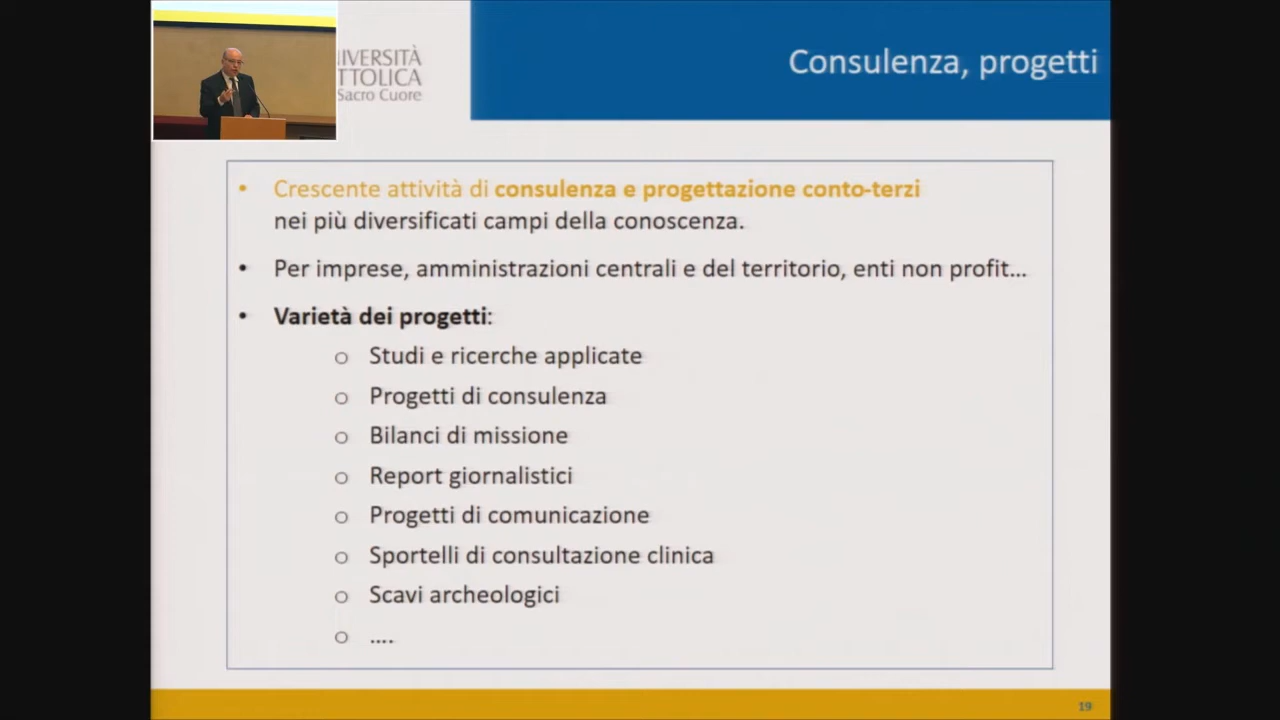 IVERSITÀ
TTOLICA
Sacro Cuore
Consulenza, progetti
• Crescente attività di consulenza e progettazione conto-terzi
nei più diversificati campi della conoscenza.
• Per imprese, amministrazioni centrali e del territorio, enti non profit...
• Varietà dei progetti:
o Studi e ricerche applicate
o Progetti di consulenza
o Bilanci di missione
o Report giornalistici
o Progetti di comunicazione
o Sportelli di consultazione clinica
o Scavi archeologici
o ....
19